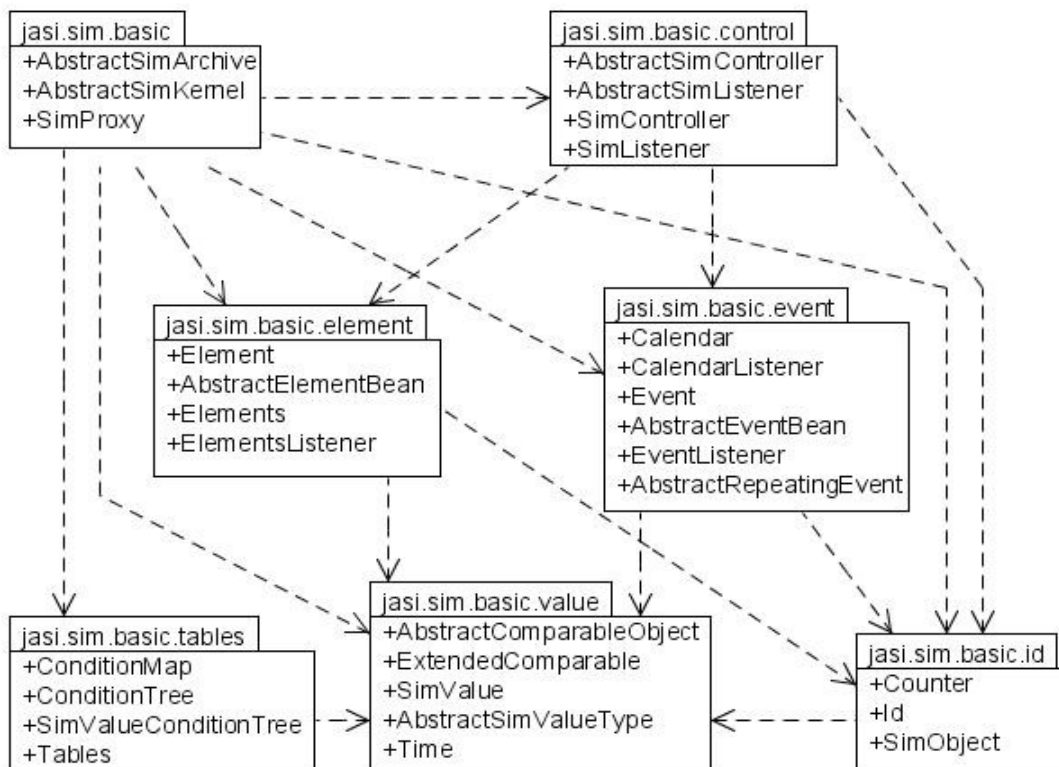 jasi.sim.basic
+AbstractSimArchive
+AbstractSimKernel
+SimProxy
jasi.sim.basic.control
+AbstractSimController
+AbstractSimListener
+SimController
+SimListener
jasi.sim.basic.element
+Element
+AbstractElementBean
+Elements
+ElementsListener
jasi.sim.basic.event
+Calendar
+CalendarListener
+Event
+AbstractEventBean
+EventListener
+AbstractRepeatingEvent
jasi.sim.basic.tables
+ConditionMap
+ConditionTree
+SimValueConditionTree
+Tables
jasi.sim.basic.value
+AbstractComparableObject
+ExtendedComparable
+SimValue
+AbstractSimValueType
+Time
jasi.sim.basic.id
+Counter
+Id
+SimObject